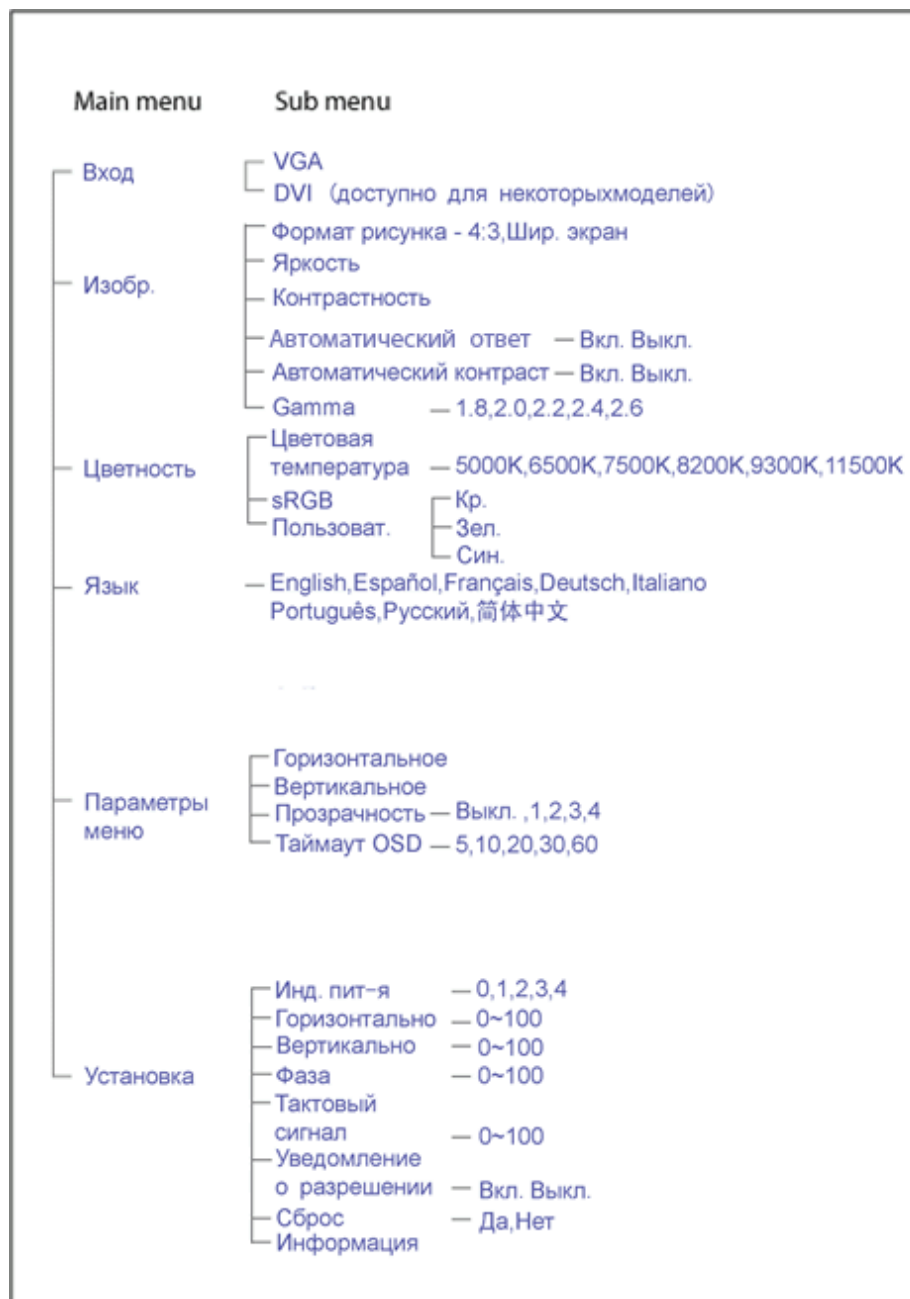 Main menu Sub menu
Вход
VGA
DVI (доступно для некоторыхмоделей)
Изобр.
Формат рисунка - 4:3,Шир. экран
Яркость
Контрастность
Автоматический ответ — Вкл. Выкл.
Автоматический контраст — Вкл. Выкл.
Gamma — 1.8,2.0,2.2,2.4,2.6
Цветность
Цветовая
температура — 5000K,6500K,7500K,8200K,9300K,11500K
sRGB
Пользоват.
Кр.
Зел.
Син.
Язык
English,Español,Français,Deutsch,Italiano
Português,Русский,简体中文
Параметры
меню
Горизонтальное
Вертикальное
Прозрачность — Выкл. ,1,2,3,4
Таймаут OSD — 5,10,20,30,60
Установка
Инд. пит-я — 0,1,2,3,4
Горизонтально — 0~100
Вертикально — 0~100
Фаза — 0~100
Тактовый
сигнал — 0~100
Уведомление
о разрешении — Вкл. Выкл.
Сброс — Да,Нет
Информация